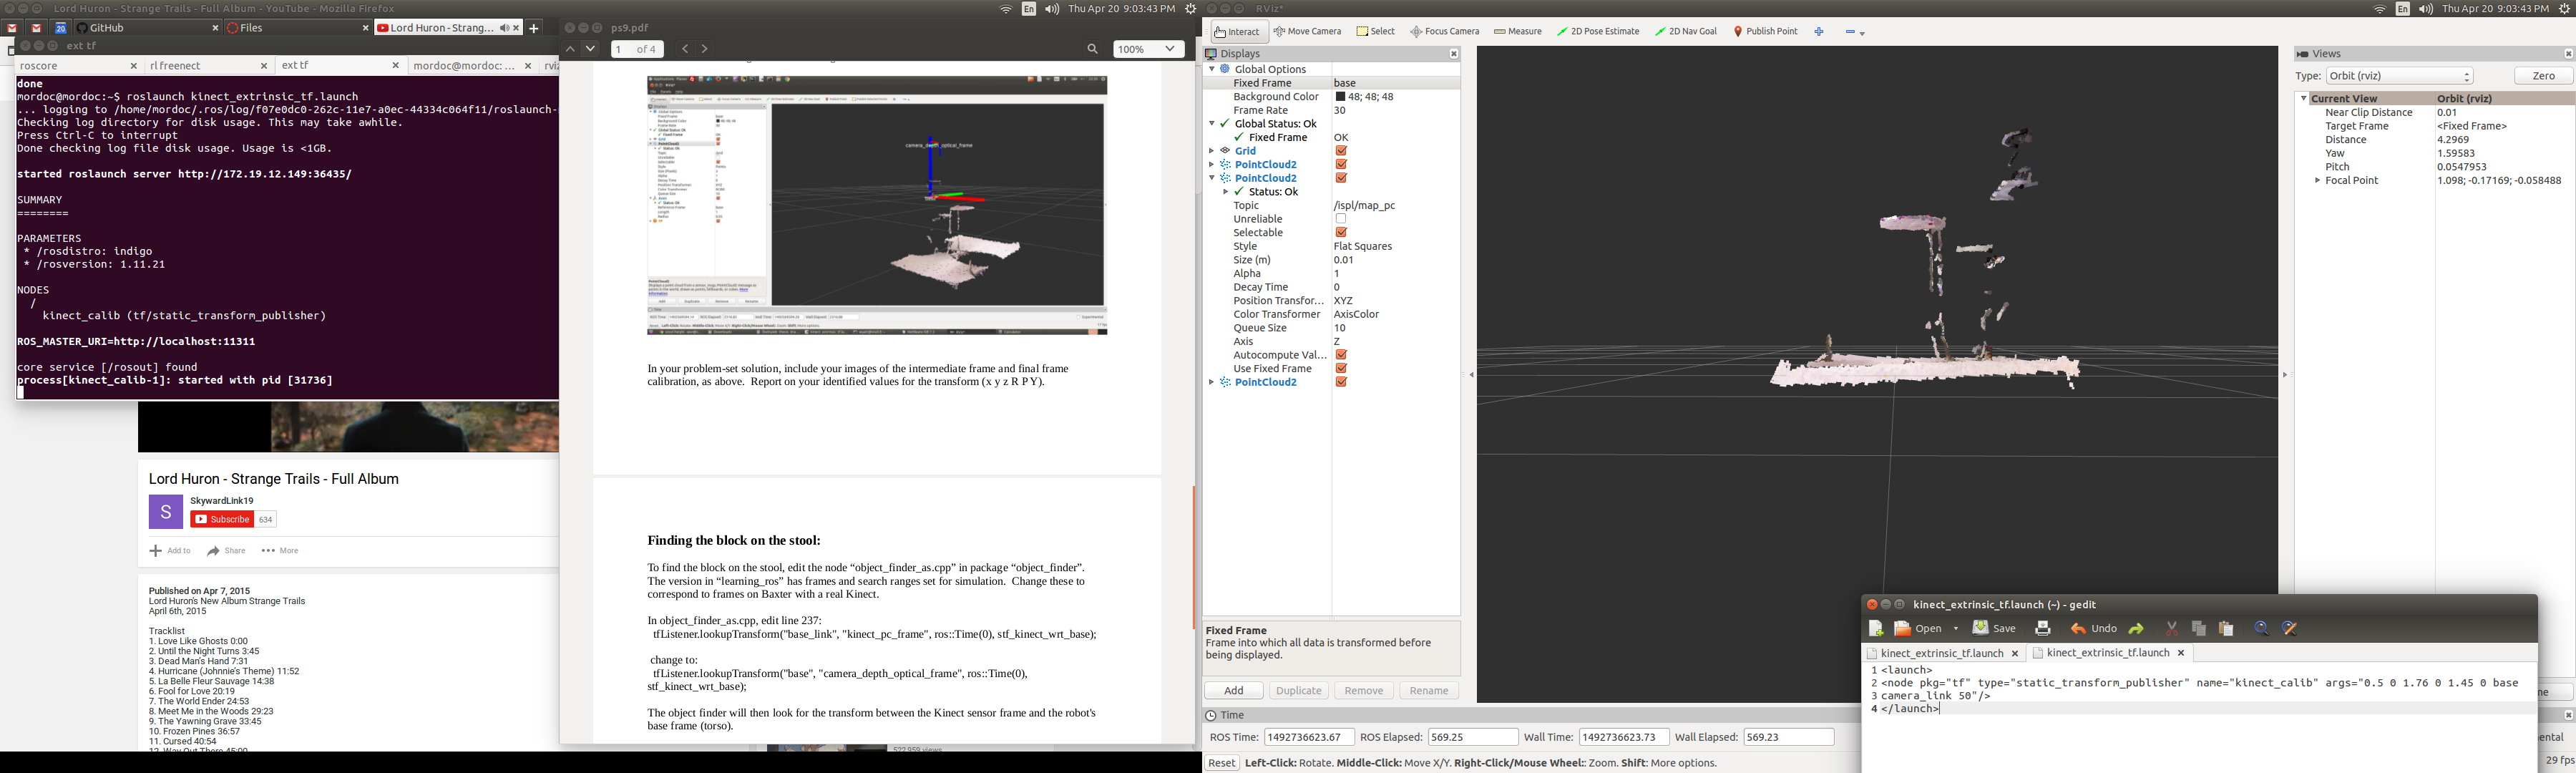 Lord Huron - Strange Trails - Full Album - YouTube - Mozilla Firefox
En
Thu Apr 20 9:03:43 PM
20
GitHub
Files
Lord Huron - Strang...
ext tf
roscore
rl freenect
ext tf
mordoc@mordoc: ...
rviz
done
mordoc@mordoc:~$ roslaunch kinect_extrinsic_tf.launch
... logging to /home/mordoc/.ros/log/f07e0dc0-262c-11e7-a0ec-44334c064f11/roslaunch-
Checking log directory for disk usage. This may take awhile.
Press Ctrl-C to interrupt
Done checking log file disk usage. Usage is <1GB.
started roslaunch server http://172.19.12.149:36435/
SUMMARY
========
PARAMETERS
* /rosdistro: indigo
* /rosversion: 1.11.21
NODES
/
kinect_calib (tf/static_transform_publisher)
ROS_MASTER_URI=http://localhost:11311
core service [/rosout] found
process[kinect_calib-1]: started with pid [31736]
Lord Huron - Strange Trails - Full Album
S
SkywardLink19
Subscribe 634
Add to Share More
Published on Apr 7, 2015
Lord Huron's New Album Strange Trails
April 6th, 2015
Tracklist
1. Love Like Ghosts 0:00
2. Until the Night Turns 3:45
3. Dead Man's Hand 7:31
4. Hurricane (Johnnie's Theme) 11:52
5. La Belle Fleur Sauvage 14:38
6. Fool for Love 20:19
7. The World Ender 24:53
8. Meet Me in the Woods 29:23
9. The Yawning Grave 33:45
10. Frozen Pines 36:57
11. Cursed 40:54
12. Way Out There 45:00
522,959 views
ps9.pdf
1 of 4
100%
camera_depth_optical_frame
In your problem-set solution, include your images of the intermediate frame and final frame
calibration, as above. Report on your identified values for the transform (x y z R P Y).
Finding the block on the stool:
To find the block on the stool, edit the node “object_finder_as.cpp” in package “object_finder”.
The version in “learning_ros” has frames and search ranges set for simulation. Change these to
correspond to frames on Baxter with a real Kinect.
In object_finder_as.cpp, edit line 237:
tfListener.lookupTransform("base_link", "kinect_pc_frame", ros::Time(0), stf_kinect_wrt_base);
change to:
tfListener.lookupTransform("base", "camera_depth_optical_frame", ros::Time(0),
stf_kinect_wrt_base);
The object finder will then look for the transform between the Kinect sensor frame and the robot's
base frame (torso).
RViz*
En
Thu Apr 20 9:03:43 PM
Interact Move Camera Select Focus Camera Measure 2D Pose Estimate 2D Nav Goal Publish Point
Displays
Global Options
Fixed Frame base
Background Color 48; 48; 48
Frame Rate 30
Global Status: Ok
Fixed Frame OK
Grid
PointCloud2
PointCloud2
Status: Ok
Topic /ispl/map_pc
Unreliable
Selectable
Style Flat Squares
Size (m) 0.01
Alpha 1
Decay Time 0
Position Transfor... XYZ
Color Transformer AxisColor
Queue Size 10
Axis Z
Autocompute Val...
Use Fixed Frame
PointCloud2
Fixed Frame
Frame into which all data is transformed before
being displayed.
Add Duplicate Remove Rename
Time
ROS Time: 1492736623.67 ROS Elapsed: 569.25 Wall Time: 1492736623.73 Wall Elapsed: 569.23
Reset Left-Click: Rotate. Middle-Click: Move X/Y. Right-Click/Mouse Wheel:: Zoom. Shift: More options.
Views
Type: Orbit (rviz) Zero
Current View Orbit (rviz)
Near Clip Distance 0.01
Target Frame <Fixed Frame>
Distance 4.2969
Yaw 1.59583
Pitch 0.0547953
Focal Point 1.098; -0.17169; -0.058488
kinect_extrinsic_tf.launch (~) - gedit
Open Save Undo
kinect_extrinsic_tf.launch
kinect_extrinsic_tf.launch
1 <launch>
2 <node pkg="tf" type="static_transform_publisher" name="kinect_calib" args="0.5 0 1.76 0 1.45 0 base
3 camera_link 50"/>
4 </launch>
me
ental
29 fps